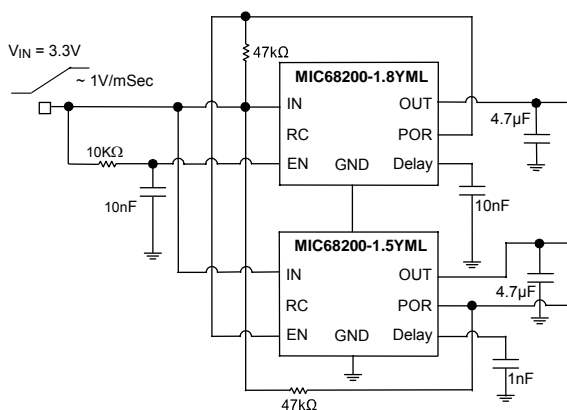 V_IN = 3.3V
~ 1V/mSec
47kΩ
MIC68200-1.8YML
IN
OUT
RC
POR
EN
GND
Delay
4.7µF
10KΩ
10nF
10nF
MIC68200-1.5YML
IN
OUT
RC
POR
EN
GND
Delay
4.7µF
1nF
47kΩ